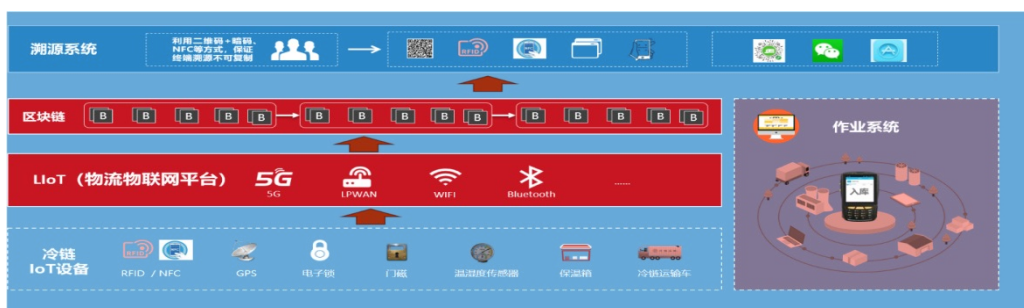 溯源系统
利用二维码+暗码,
NFC等方式,保证
终端溯源不可复制
RFID
NFC
区块链
B B B B B B B B B B B B B B B
作业系统
入库
LIoT(物流物联网平台)
5G
5G
LPWAN
WIFI
Bluetooth
……
冷链
IoT设备
RFID
NFC
RFID / NFC
GPS
电子锁
门磁
温湿度传感器
保温箱
冷链运输车